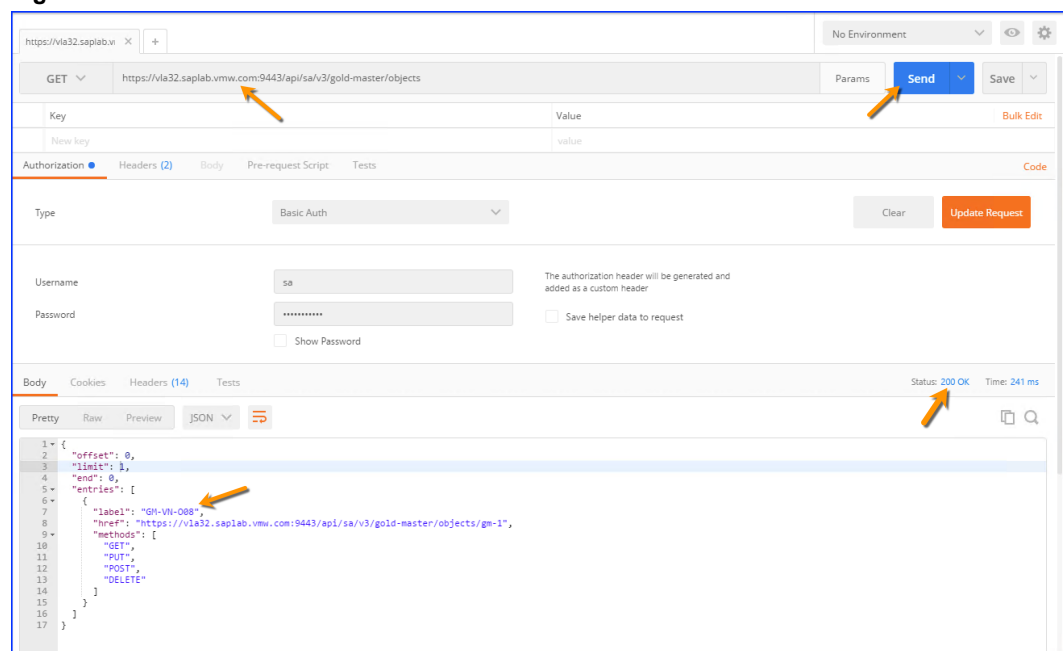 https://vla32.saplab.vi × +
No Environment
GET https://vla32.saplab.vmw.com:9443/api/sa/v3/gold-master/objects Params Send Save
Key Value Bulk Edit
New key value
Authorization Headers (2) Body Pre-request Script Tests Code
Type Basic Auth Clear Update Request
Username sa The authorization header will be generated and
added as a custom header
Password ••••••••••• Save helper data to request
Show Password
Body Cookies Headers (14) Tests Status: 200 OK Time: 241 ms
Pretty Raw Preview JSON
1 {
2 "offset": 0,
3 "limit": 1,
4 "end": 0,
5 "entries": [
6 {
7 "label": "GM-VN-O08",
8 "href": "https://vla32.saplab.vmw.com:9443/api/sa/v3/gold-master/objects/gm-1",
9 "methods": [
10 "GET",
11 "PUT",
12 "POST",
13 "DELETE"
14 ]
15 }
16 ]
17 }